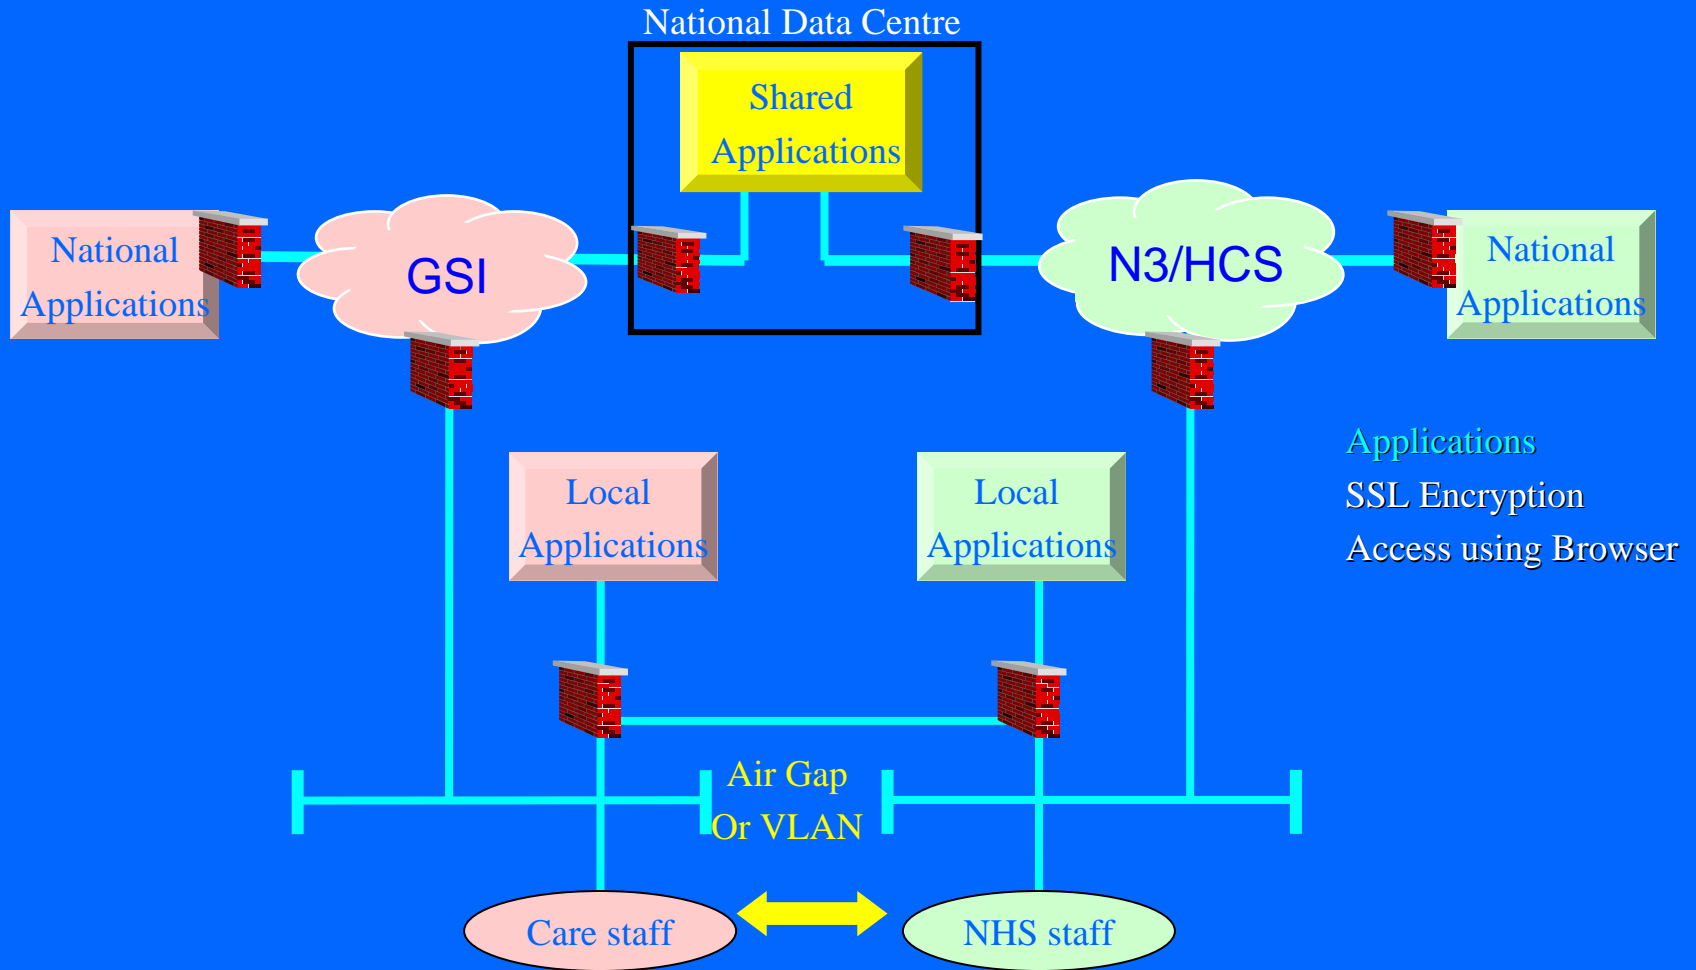 National Data Centre
Shared
Applications
National
Applications
GSI
N3/HCS
National
Applications
Applications
SSL Encryption
Access using Browser
Local
Applications
Local
Applications
Air Gap
Or VLAN
Care staff
NHS staff